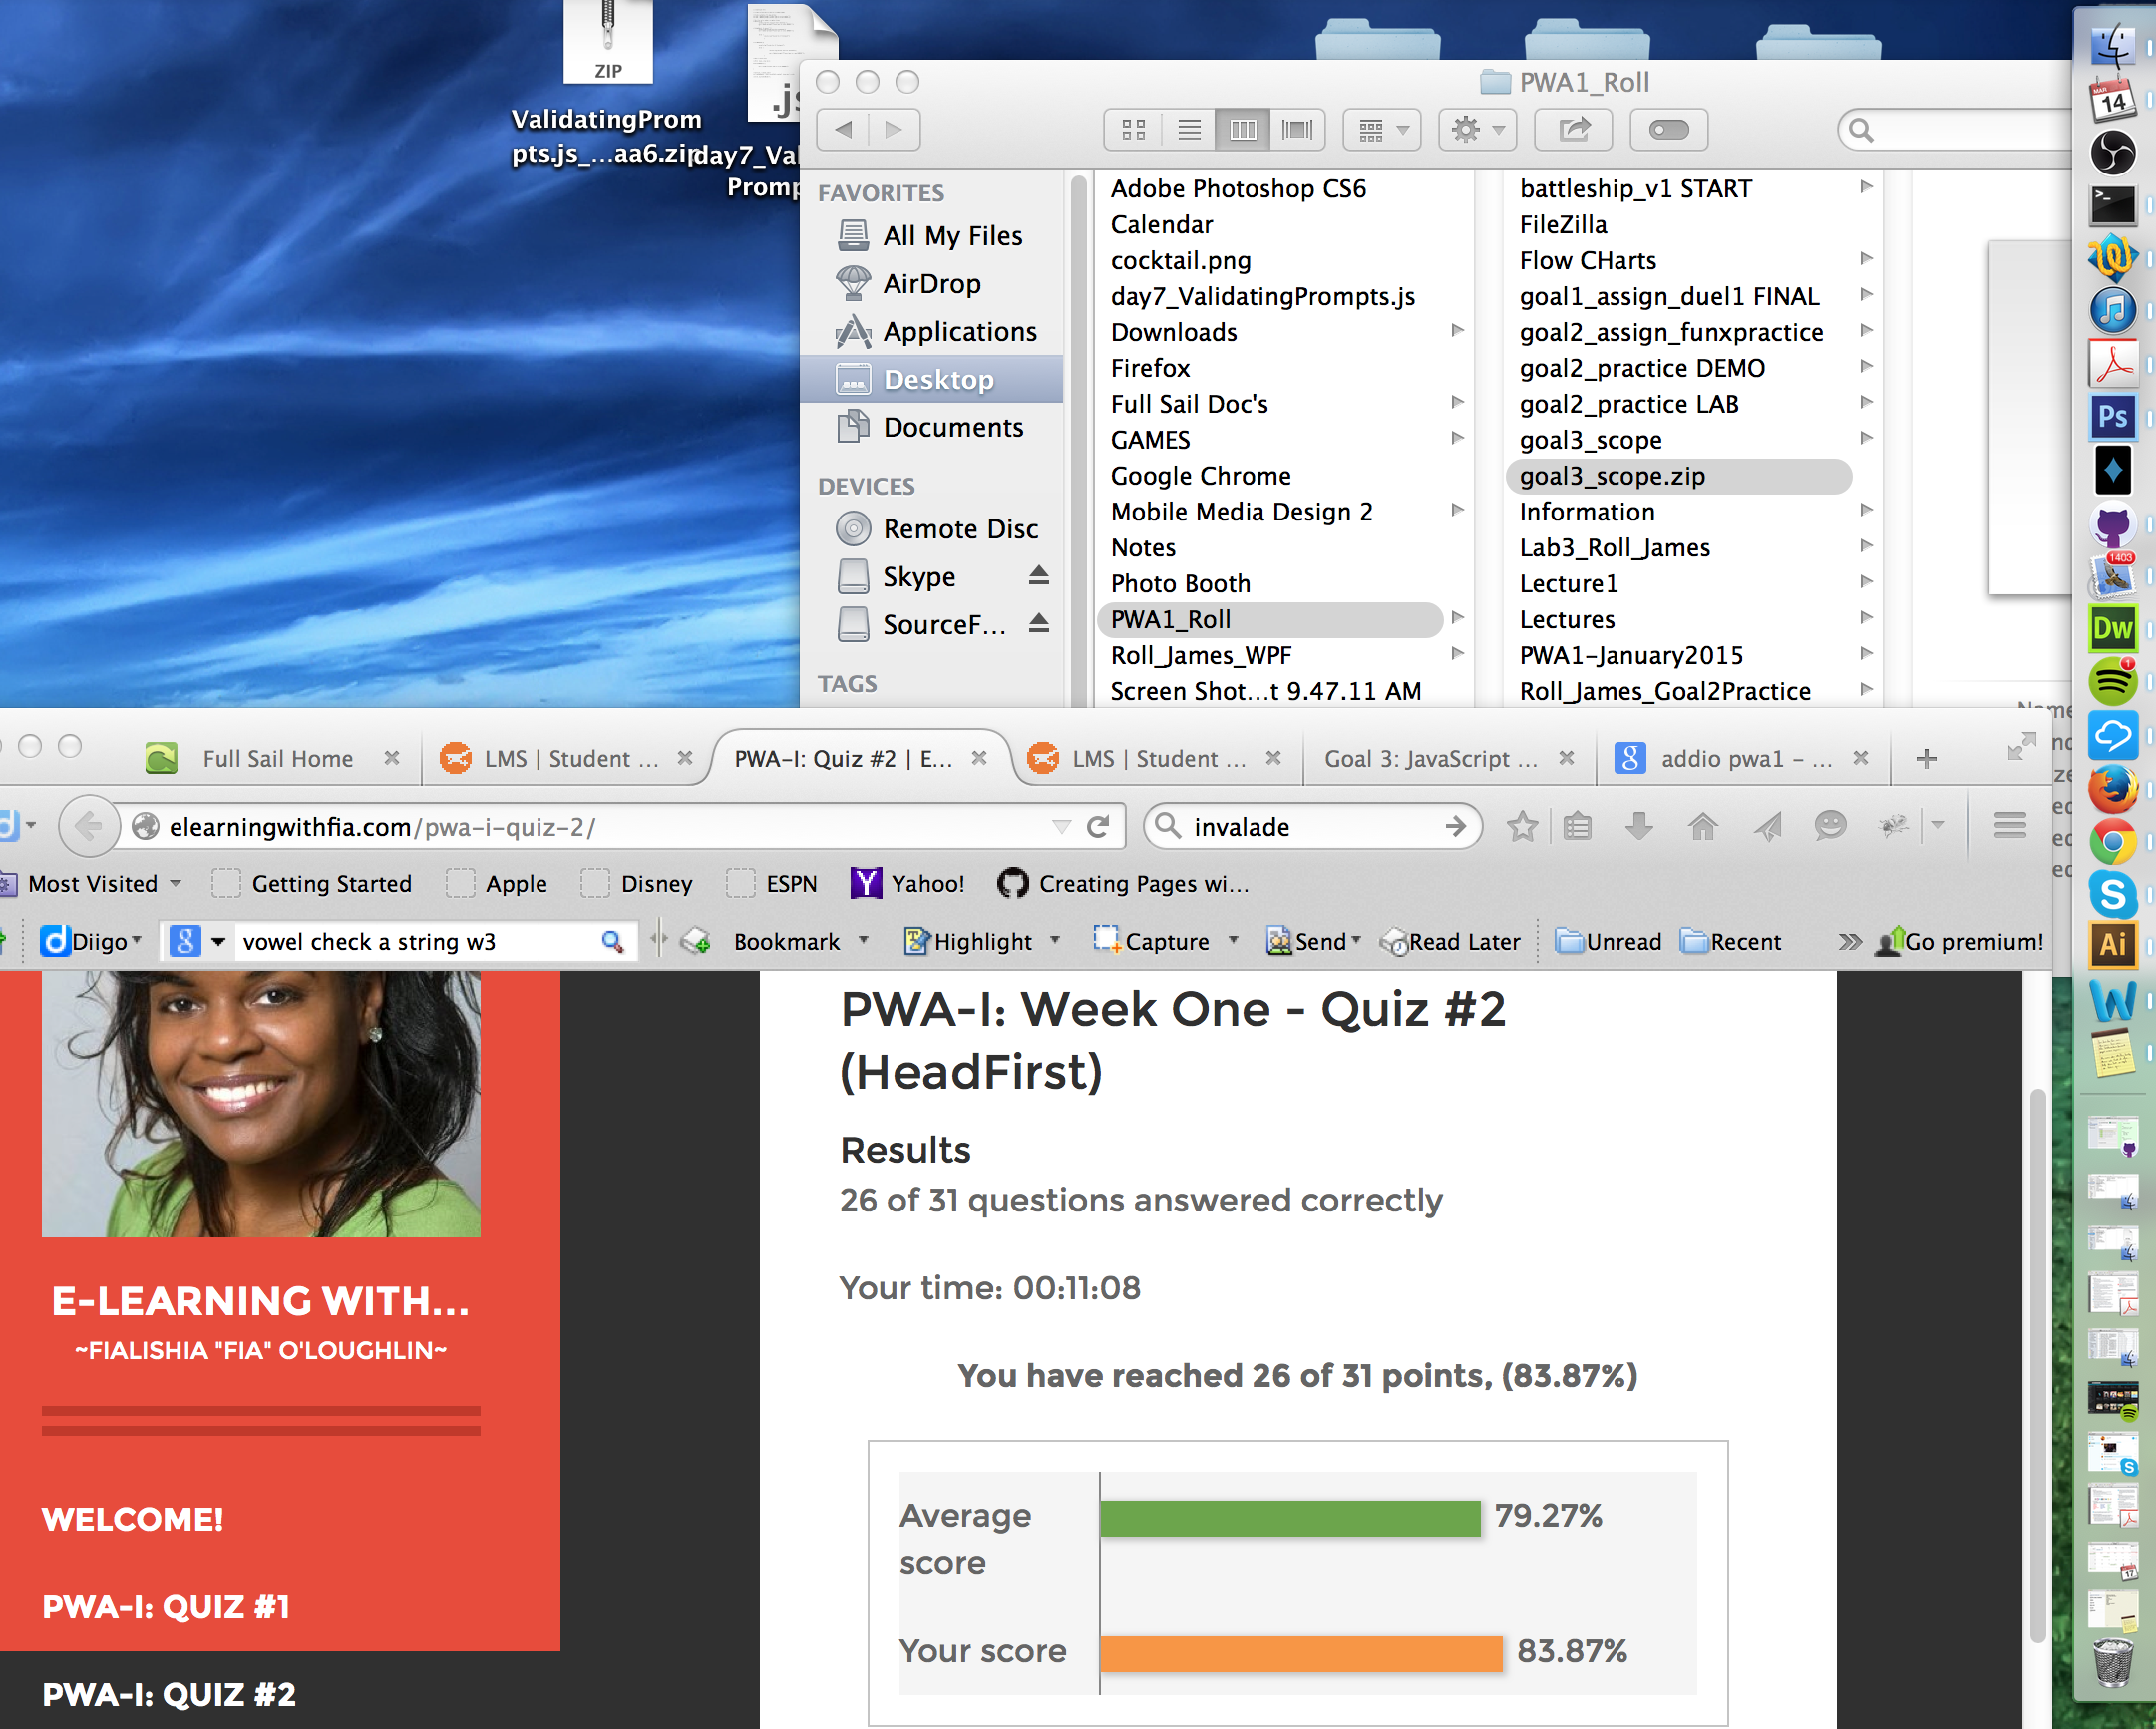 ZIP
ValidatingProm
pts.js_...aa6.zip
.js
day7_Val
Promp
PWA1_Roll
FAVORITES
All My Files
AirDrop
Applications
Desktop
Documents
DEVICES
Remote Disc
Skype
SourceF...
TAGS
Adobe Photoshop CS6
Calendar
cocktail.png
day7_ValidatingPrompts.js
Downloads
Firefox
Full Sail Doc's
GAMES
Google Chrome
Mobile Media Design 2
Notes
Photo Booth
PWA1_Roll
Roll_James_WPF
Screen Shot...t 9.47.11 AM
battleship_v1 START
FileZilla
Flow CHarts
goal1_assign_duel1 FINAL
goal2_assign_funxpractice
goal2_practice DEMO
goal2_practice LAB
goal3_scope
goal3_scope.zip
Information
Lab3_Roll_James
Lecture1
Lectures
PWA1-January2015
Roll_James_Goal2Practice
Name
MAR
14
Ps
1403
Dw
1
S
Ai
W
17
Full Sail Home
LMS | Student ...
PWA-I: Quiz #2 | E...
LMS | Student ...
Goal 3: JavaScript ...
addio pwa1 - ...
elearningwithfia.com/pwa-i-quiz-2/
invalade
Most Visited
Getting Started
Apple
Disney
ESPN
Yahoo!
Creating Pages wi...
Diigo
vowel check a string w3
Bookmark
Highlight
Capture
Send
Read Later
Unread
Recent
Go premium!
E-LEARNING WITH...
~FIALISHIA "FIA" O'LOUGHLIN~
WELCOME!
PWA-I: QUIZ #1
PWA-I: QUIZ #2
PWA-I: Week One - Quiz #2
(HeadFirst)
Results
26 of 31 questions answered correctly
Your time: 00:11:08
You have reached 26 of 31 points, (83.87%)
Average
score
79.27%
Your score
83.87%